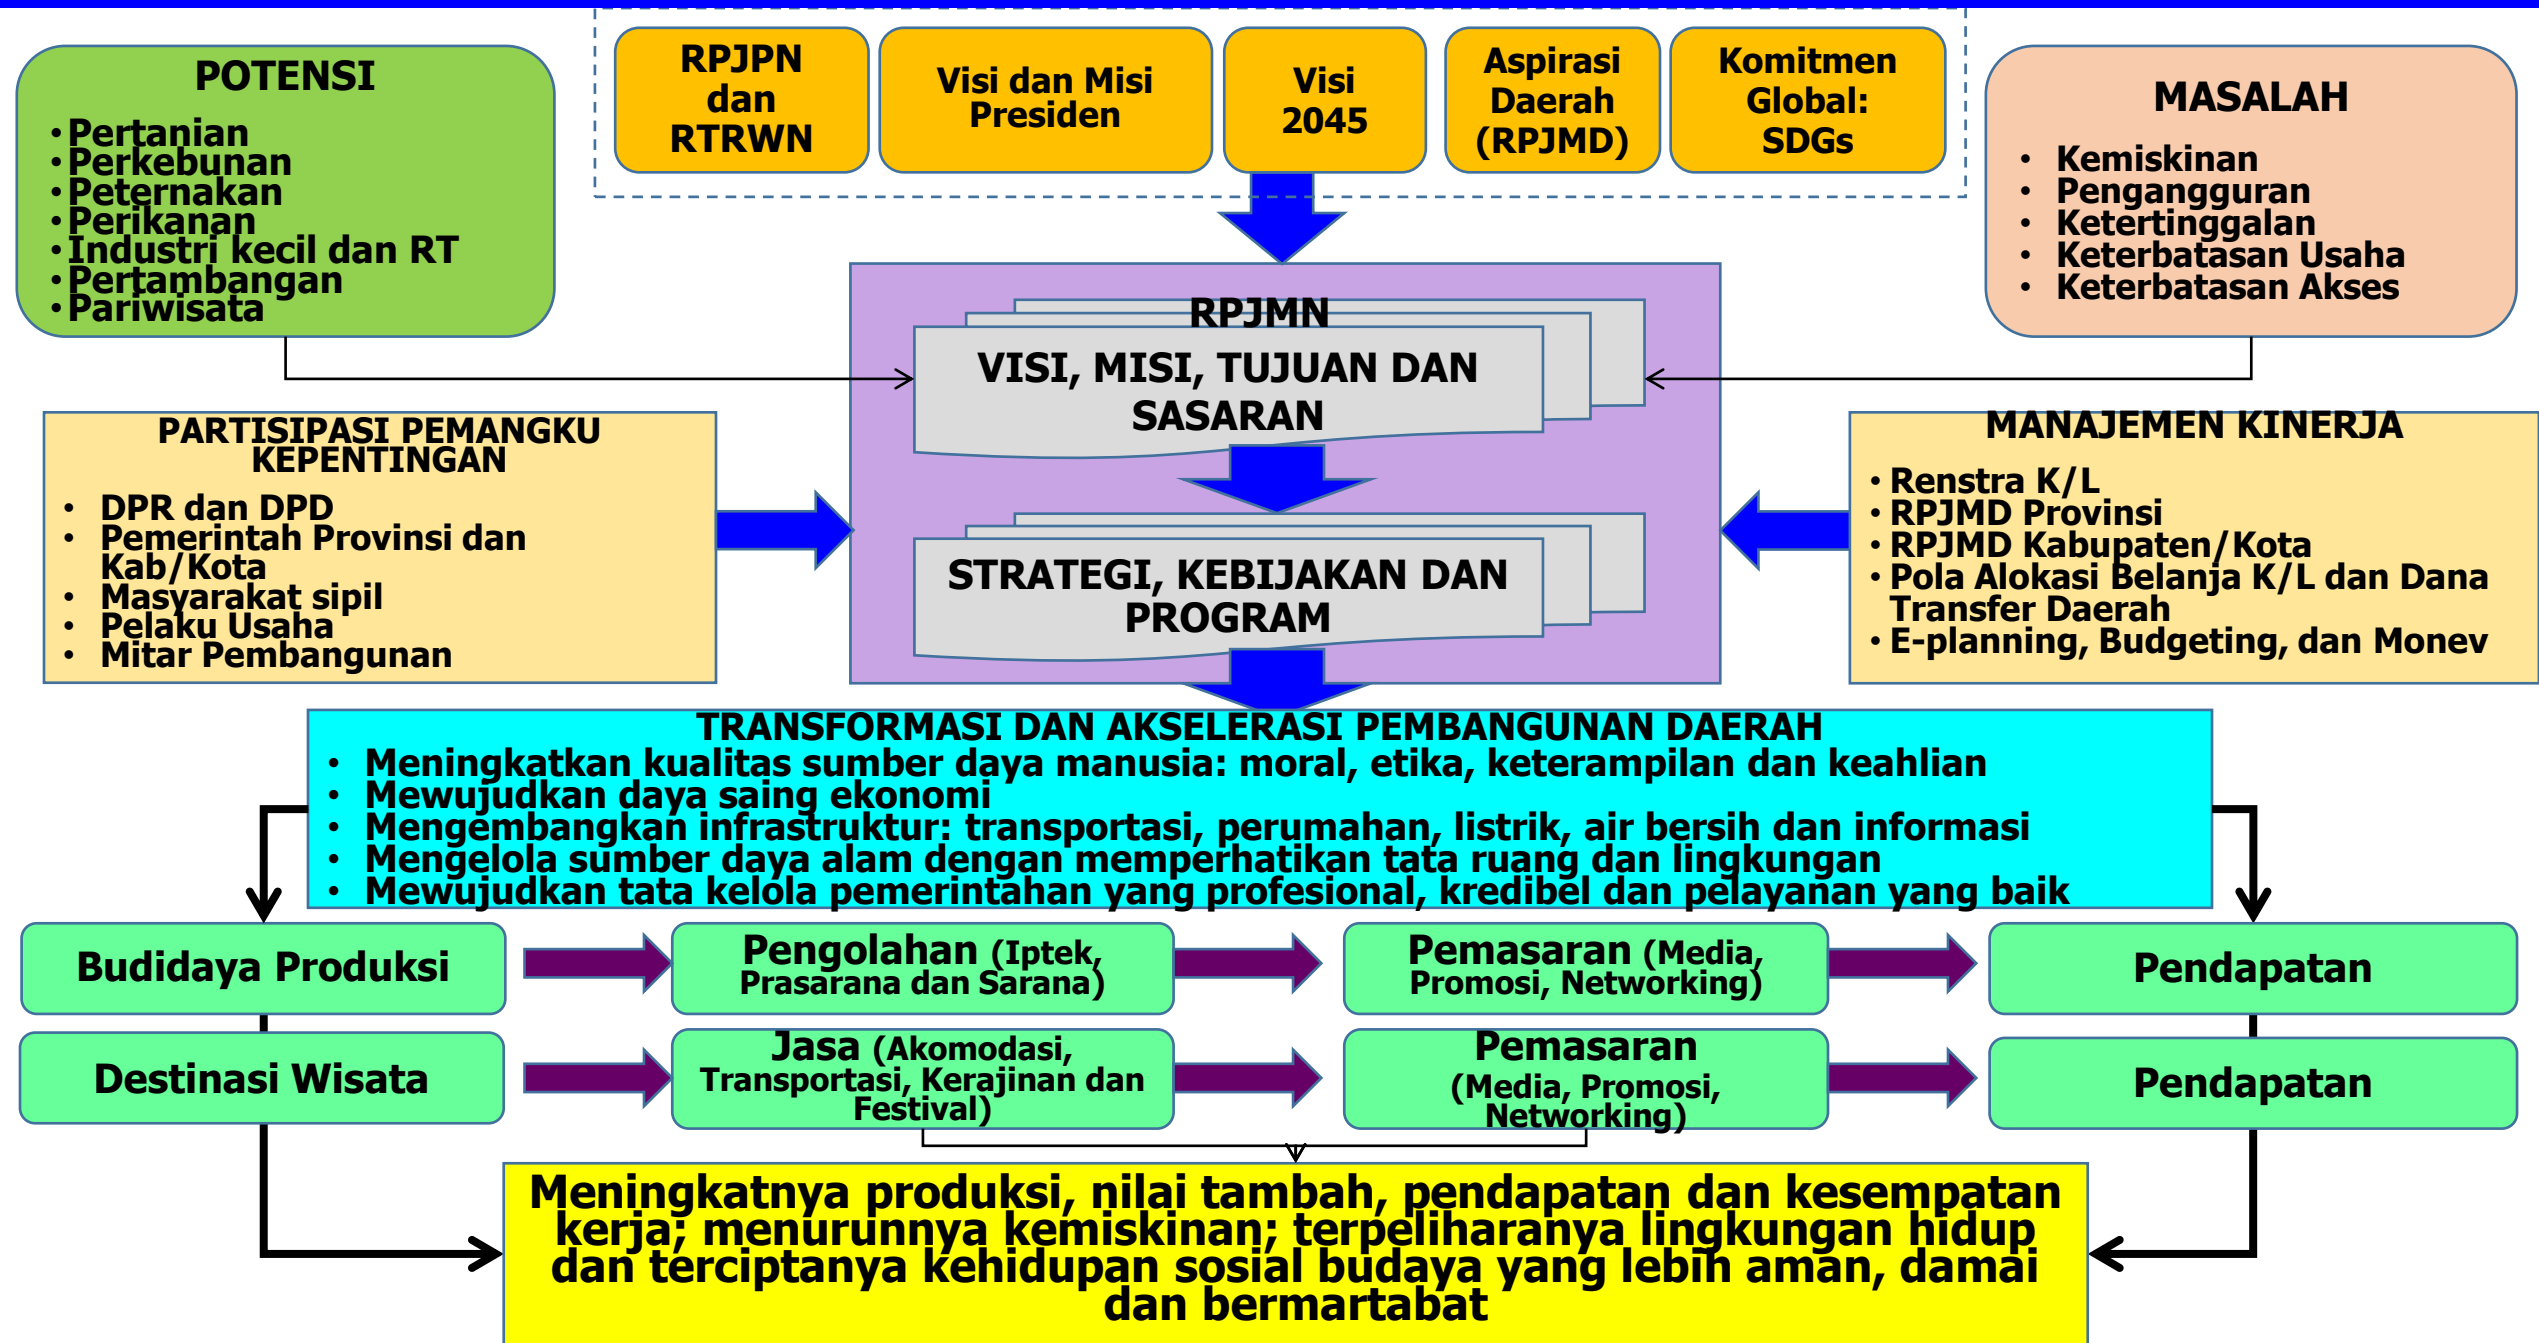 POTENSI
•Pertanian
•Perkebunan
•Peternakan
•Perikanan
•Industri kecil dan RT
•Pertambangan
•Pariwisata
RPJPN
dan
RTRWN
Visi dan Misi
Presiden
Visi
2045
Aspirasi
Daerah
(RPJMD)
Komitmen
Global:
SDGs
MASALAH
• Kemiskinan
• Pengangguran
• Ketertinggalan
• Keterbatasan Usaha
• Keterbatasan Akses
RPJMN
VISI, MISI, TUJUAN DAN
SASARAN
STRATEGI, KEBIJAKAN DAN
PROGRAM
PARTISIPASI PEMANGKU
KEPENTINGAN
• DPR dan DPD
• Pemerintah Provinsi dan
Kab/Kota
• Masyarakat sipil
• Pelaku Usaha
• Mitar Pembangunan
MANAJEMEN KINERJA
• Renstra K/L
• RPJMD Provinsi
• RPJMD Kabupaten/Kota
• Pola Alokasi Belanja K/L dan Dana
Transfer Daerah
• E-planning, Budgeting, dan Monev
TRANSFORMASI DAN AKSELERASI PEMBANGUNAN DAERAH
• Meningkatkan kualitas sumber daya manusia: moral, etika, keterampilan dan keahlian
• Mewujudkan daya saing ekonomi
• Mengembangkan infrastruktur: transportasi, perumahan, listrik, air bersih dan informasi
• Mengelola sumber daya alam dengan memperhatikan tata ruang dan lingkungan
• Mewujudkan tata kelola pemerintahan yang profesional, kredibel dan pelayanan yang baik
Budidaya Produksi
Pengolahan (Iptek,
Prasarana dan Sarana)
Pemasaran (Media,
Promosi, Networking)
Pendapatan
Destinasi Wisata
Jasa (Akomodasi,
Transportasi, Kerajinan dan
Festival)
Pemasaran
(Media, Promosi,
Networking)
Pendapatan
Meningkatnya produksi, nilai tambah, pendapatan dan kesempatan
kerja; menurunnya kemiskinan; terpeliharanya lingkungan hidup
dan terciptanya kehidupan sosial budaya yang lebih aman, damai
dan bermartabat